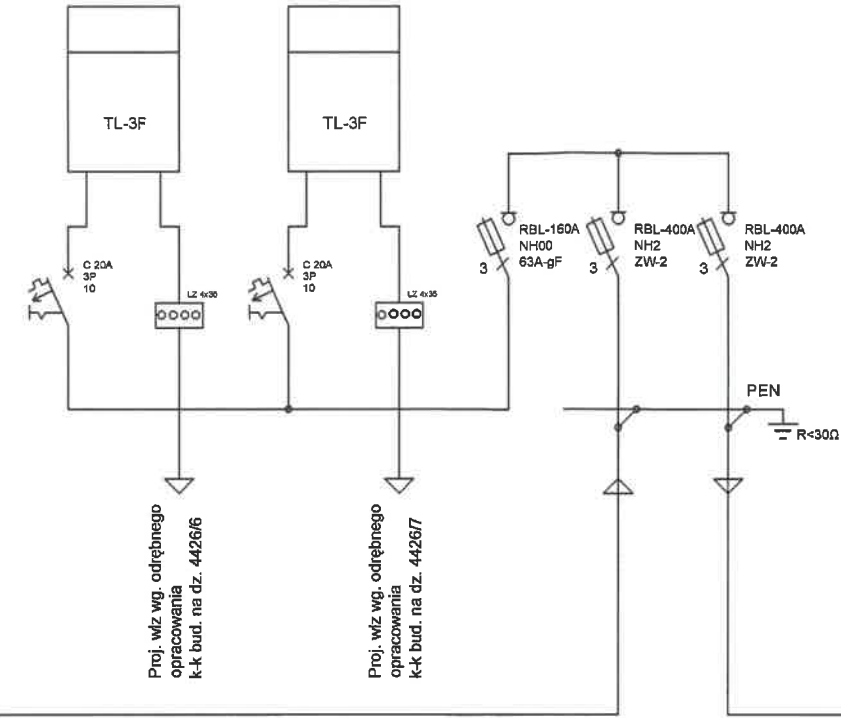 TL-3F
TL-3F
C 20A
3P
10
LZ 4x35
C 20A
3P
10
LZ 4x35
3
RBL-160A
NH00
63A-gF
3
RBL-400A
NH2
ZW-2
3
RBL-400A
NH2
ZW-2
PEN
R<30Ω
Proj. wlz wg. odrębnego
opracowania
k-k bud. na dz. 4426/6
Proj. wlz wg. odrębnego
opracowania
k-k bud. na dz. 4426/7